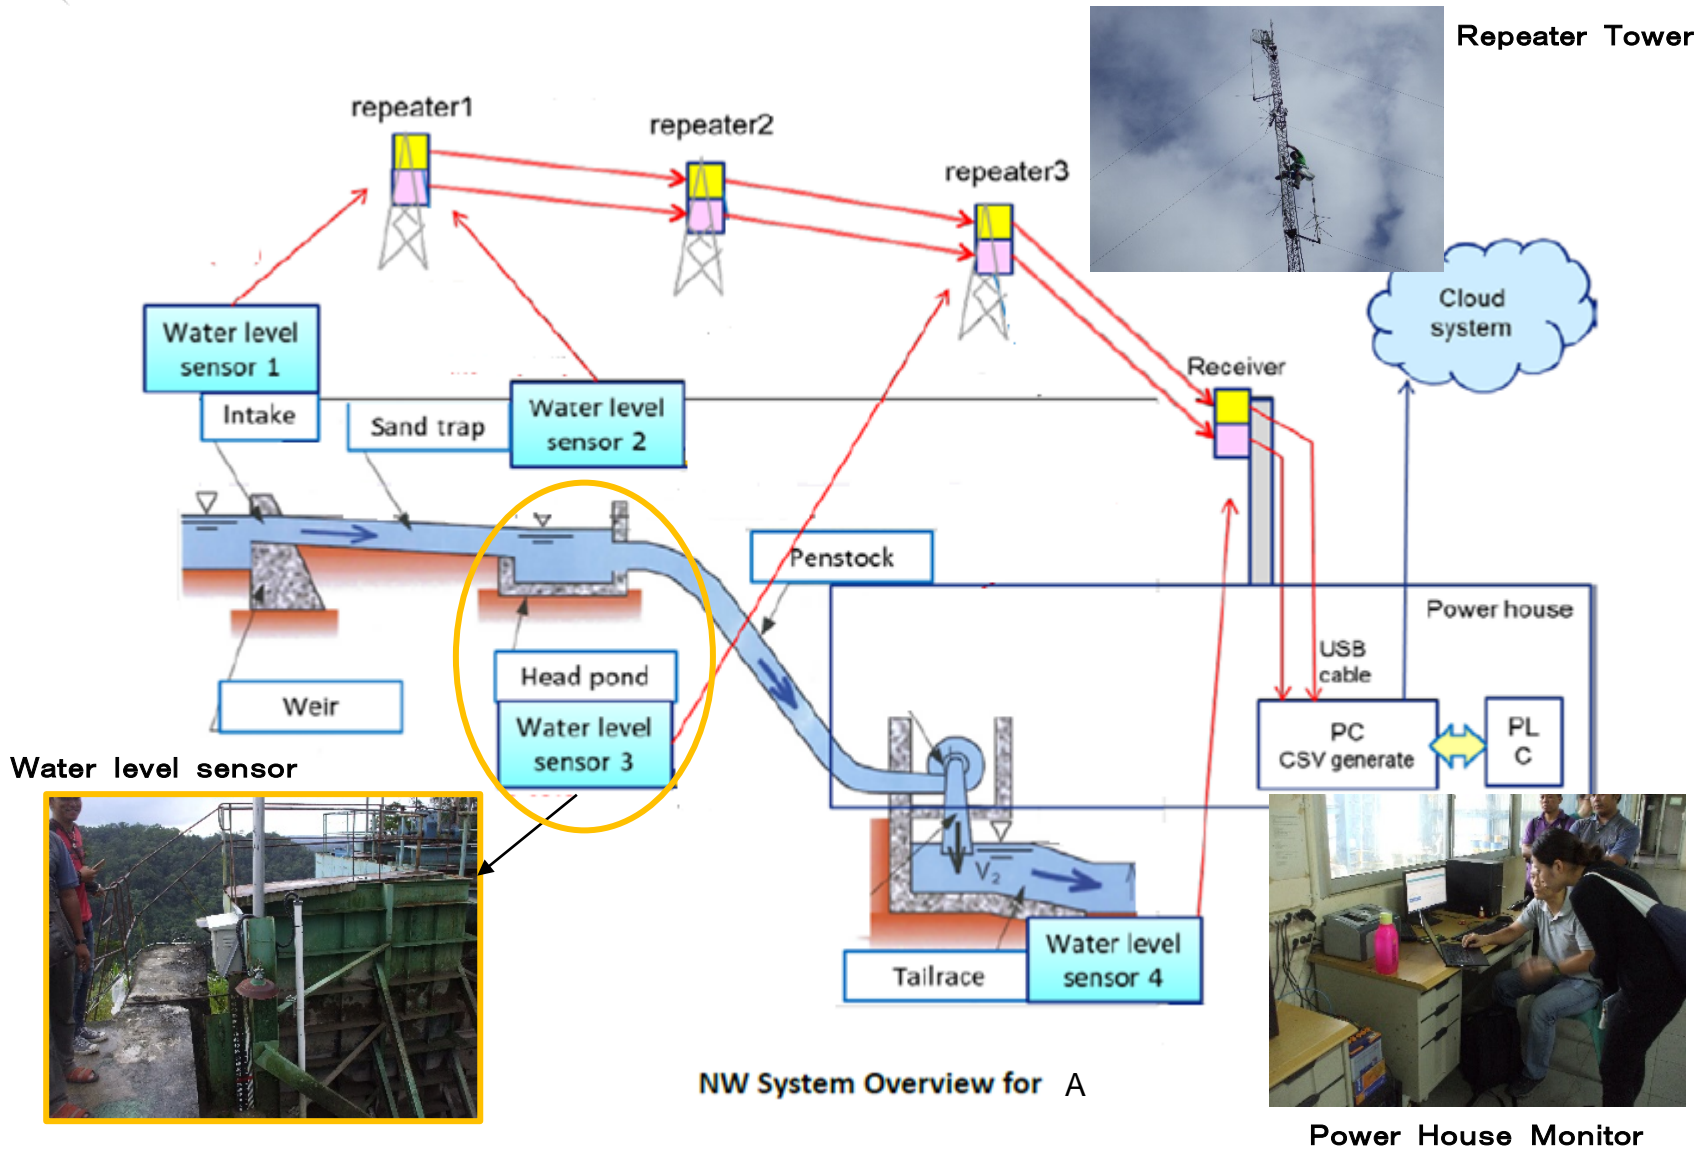 Repeater Tower
repeater1
repeater2
repeater3
Cloud
system
Water level
sensor 1
Receiver
Intake
Sand trap
Water level
sensor 2
Penstock
Power house
USB
cable
Head pond
Weir
Water level
sensor 3
PC
CSV generate
PL
C
Water level sensor
V2
Water level
sensor 4
Tailrace
NW System Overview for A
Power House Monitor